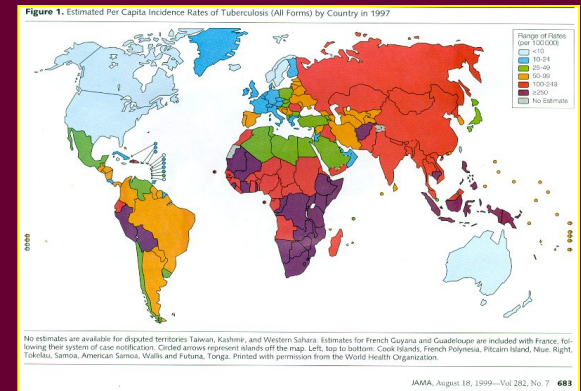 Figure 1. Estimated Per Capita Incidence Rates of Tuberculosis (All Forms) by Country in 1997
Range of Rates
(per 100 000)
<10
10-24
25-49
50-99
100-249
≥250
No Estimate
No estimates are available for disputed territories Taiwan, Kashmir, and Western Sahara. Estimates for French Guyana and Guadeloupe are included with France, fol-
lowing their system of case notification. Circled arrows represent islands off the map. Left, top to bottom: Cook Islands, French Polynesia, Pitcairn Island, Niue. Right,
Tokelau, Samoa, American Samoa, Wallis and Futuna, Tonga. Printed with permission from the World Health Organization.
JAMA, August 18, 1999—Vol 282, No. 7 683